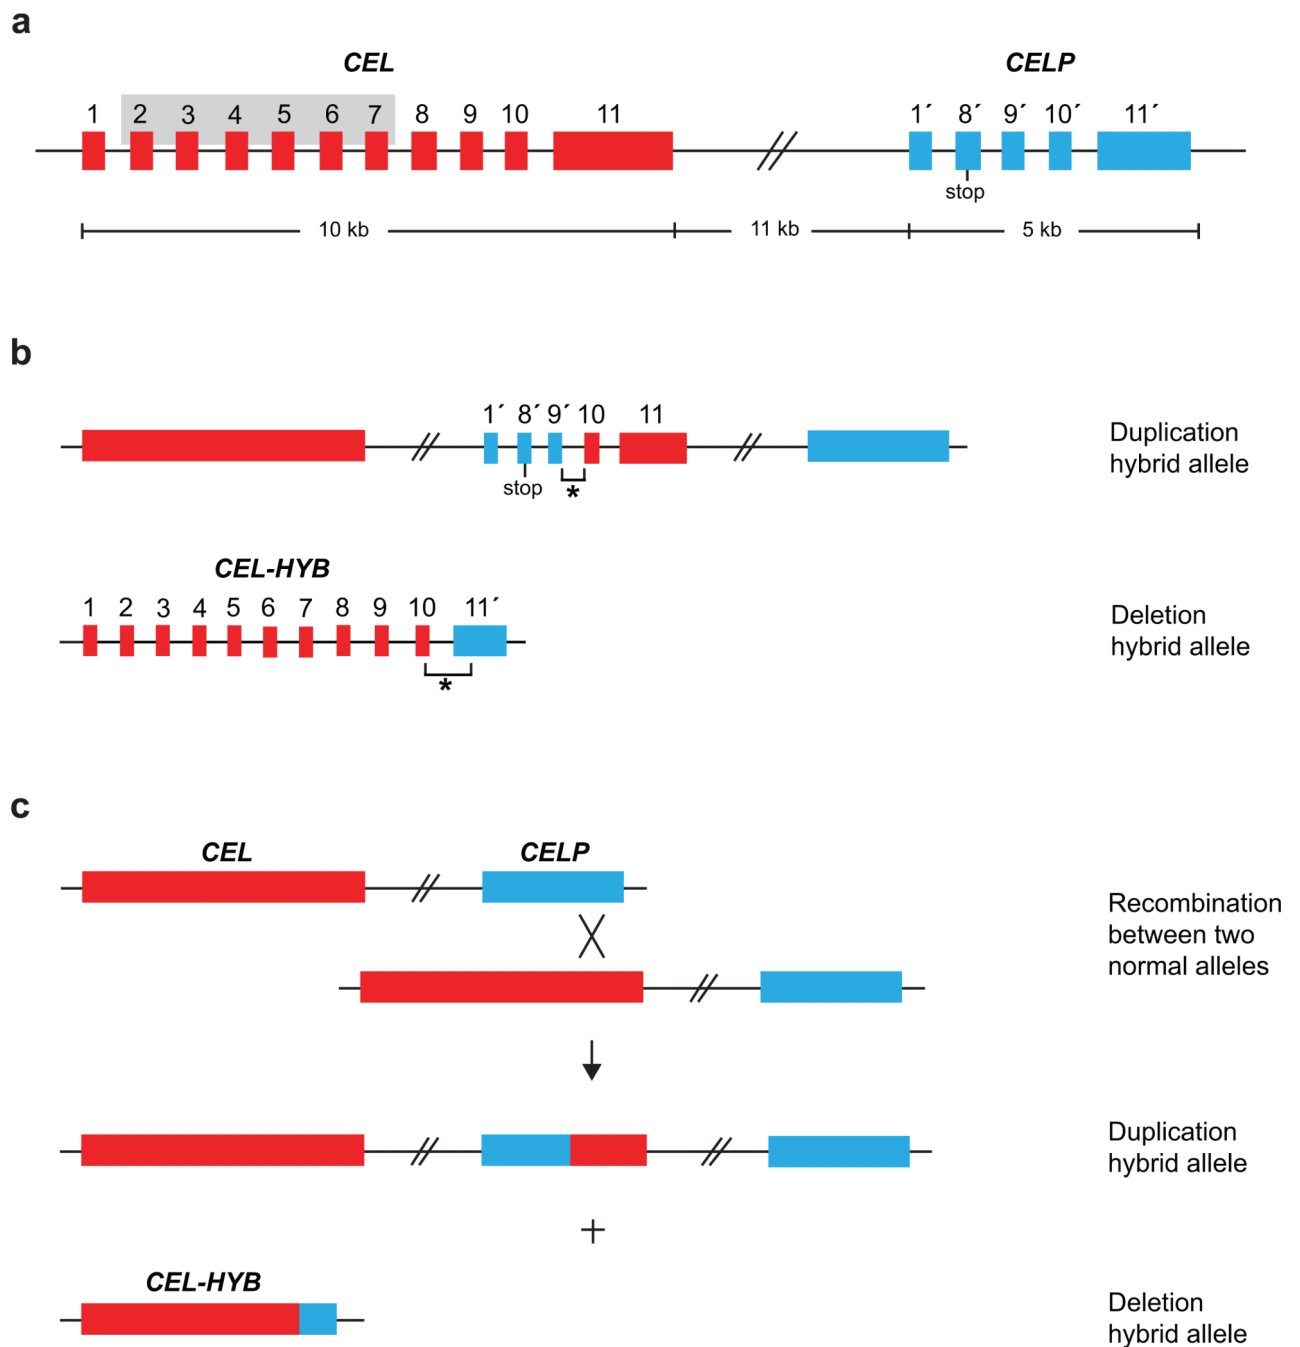 a
CEL CELP
1 2 3 4 5 6 7 8 9 10 11 1´ 8´ 9´ 10´ 11´
stop
10 kb 11 kb 5 kb
b
1´ 8´ 9´ 10 11
stop
*
Duplication
hybrid allele
CEL-HYB
1 2 3 4 5 6 7 8 9 10 11´
*
Deletion
hybrid allele
c
CEL CELP
Recombination
between two
normal alleles
Duplication
hybrid allele
+
CEL-HYB
Deletion
hybrid allele